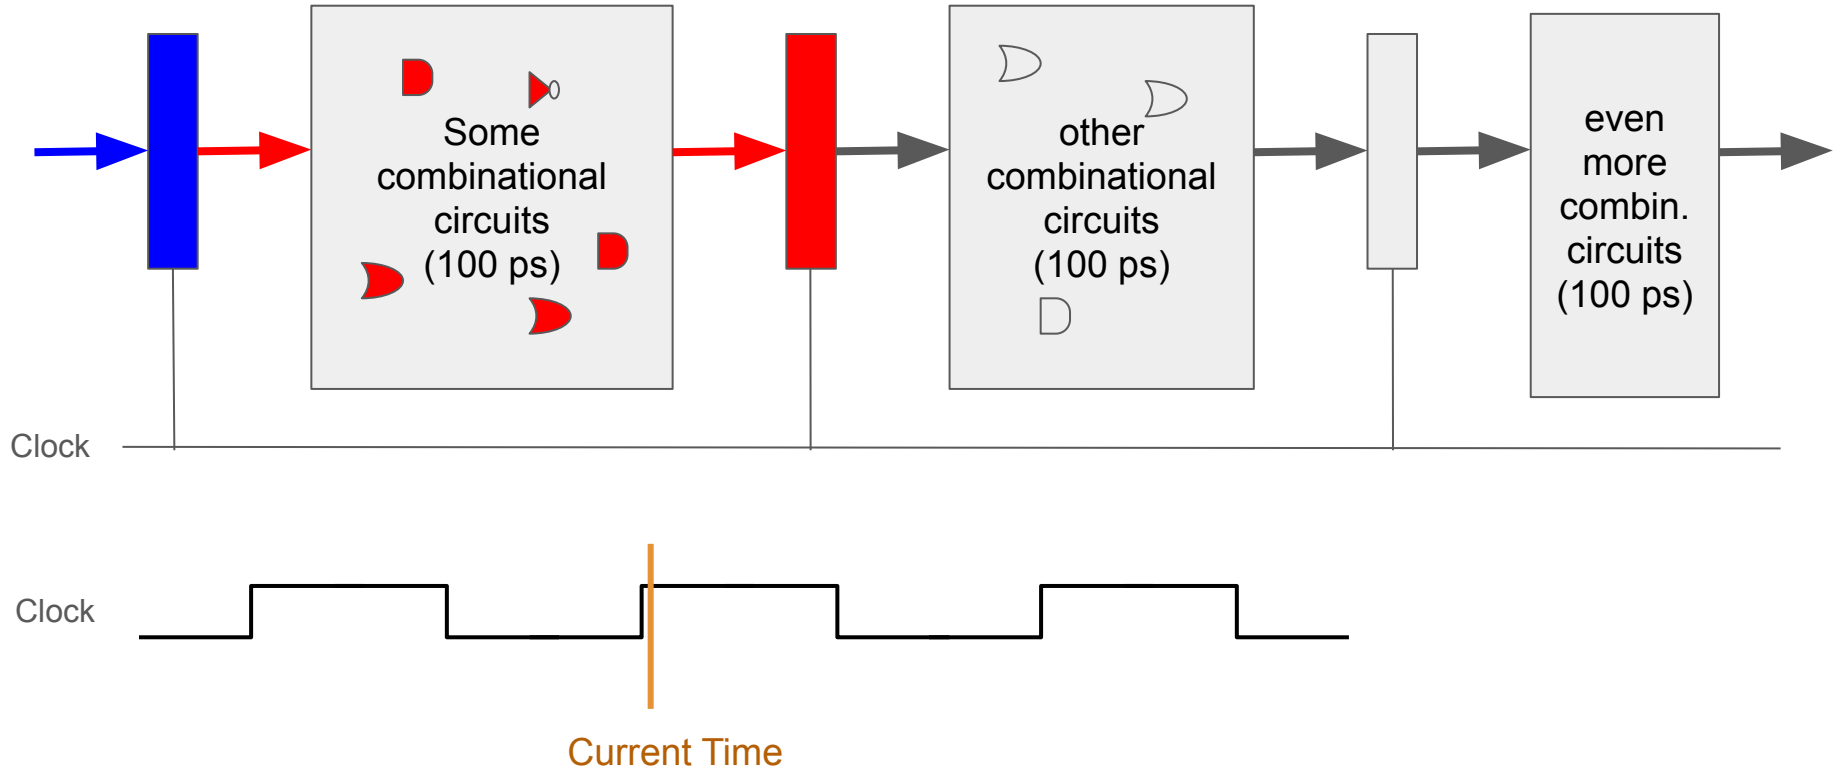 Some
combinational
circuits
(100 ps)
other
combinational
circuits
(100 ps)
even
more
combin.
circuits
(100 ps)
Clock
Clock
Current Time